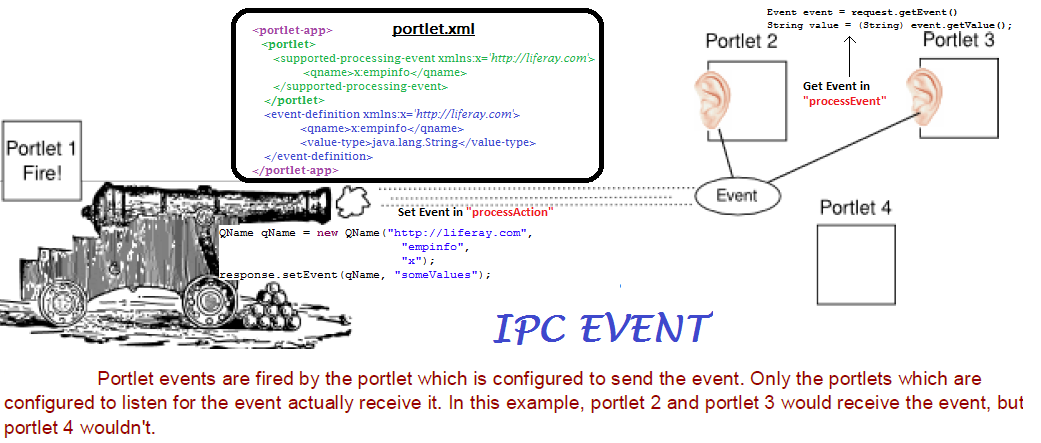 portlet.xml
<portlet-app>
<portlet>
<supported-processing-event xmlns:x='http://liferay.com'>
<qname>x:empinfo</qname>
</supported-processing-event>
</portlet>
<event-definition xmlns:x='http://liferay.com'>
<qname>x:empinfo</qname>
<value-type>java.lang.String</value-type>
</event-definition>
</portlet-app>
Event event = request.getEvent()
String value = (String) event.getValue();
Portlet 2
Portlet 3
Get Event in
"processEvent"
Portlet 1
Fire!
Event
Set Event in "processAction"
Portlet 4
QName qName = new QName("http://liferay.com",
"empinfo",
"x");
response.setEvent(qName, "someValues");
IPC EVENT
Portlet events are fired by the portlet which is configured to send the event. Only the portlets which are
configured to listen for the event actually receive it. In this example, portlet 2 and portlet 3 would receive the event, but
portlet 4 wouldn't.